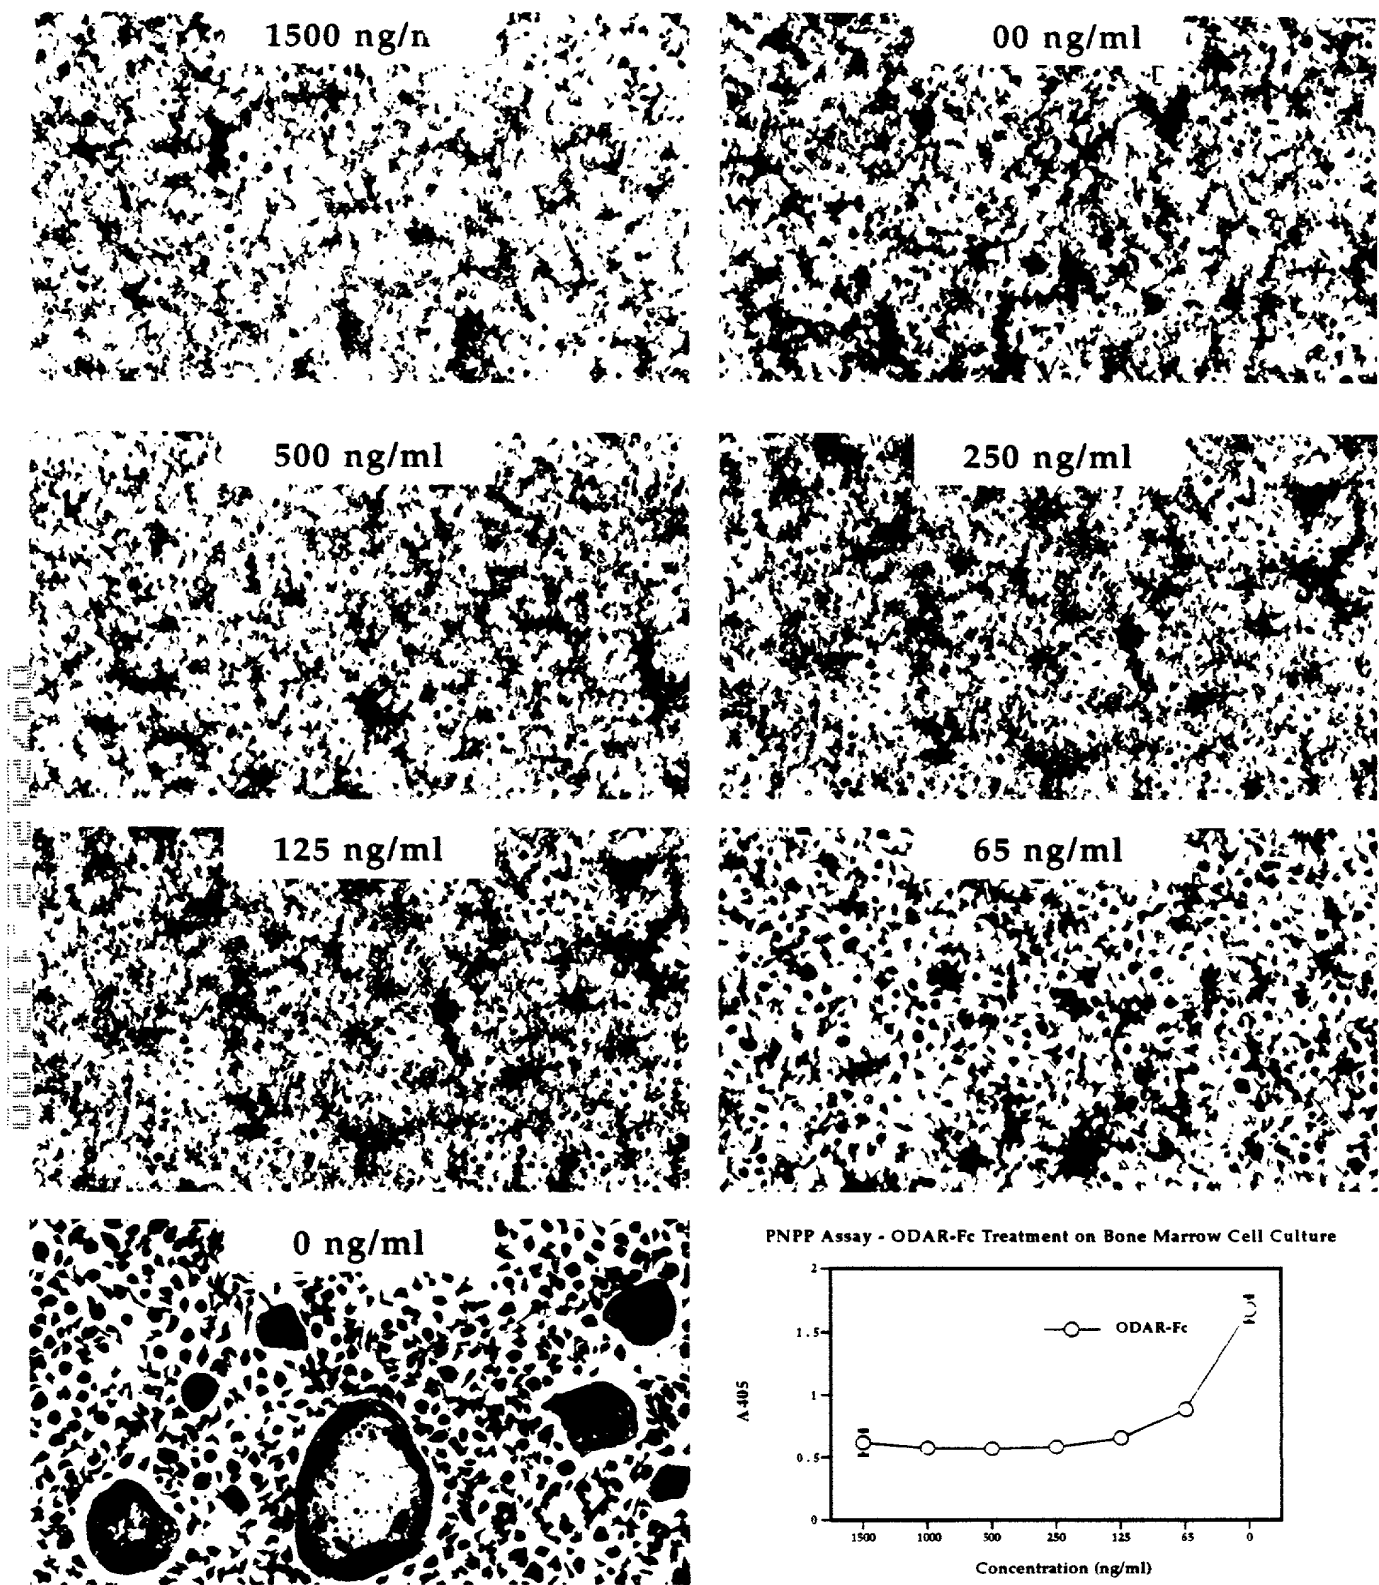 1500 ng/n
00 ng/ml
500 ng/ml
250 ng/ml
125 ng/ml
65 ng/ml
0 ng/ml
PNPP Assay - ODAR-Fc Treatment on Bone Marrow Cell Culture
2
1.5
1
0.5
0
A405
ODAR-Fc
1500 1000 500 250 125 65 0
Concentration (ng/ml)